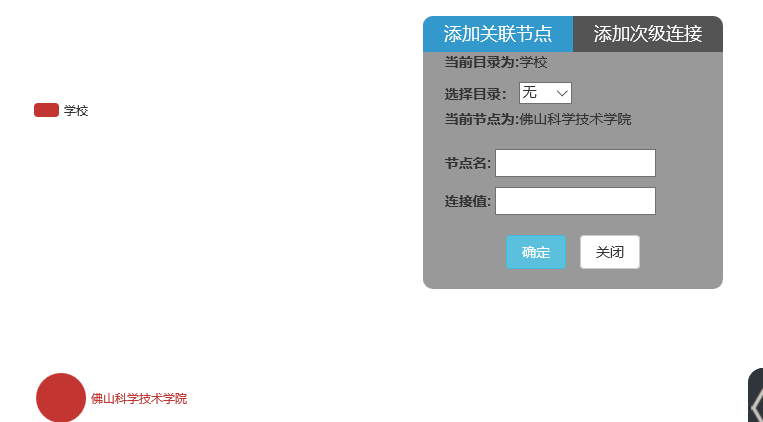 添加关联节点 添加次级连接
当前目录为:学校
选择目录: 无
学校
当前节点为:佛山科学技术学院
节点名:
连接值:
确定 关闭
佛山科学技术学院